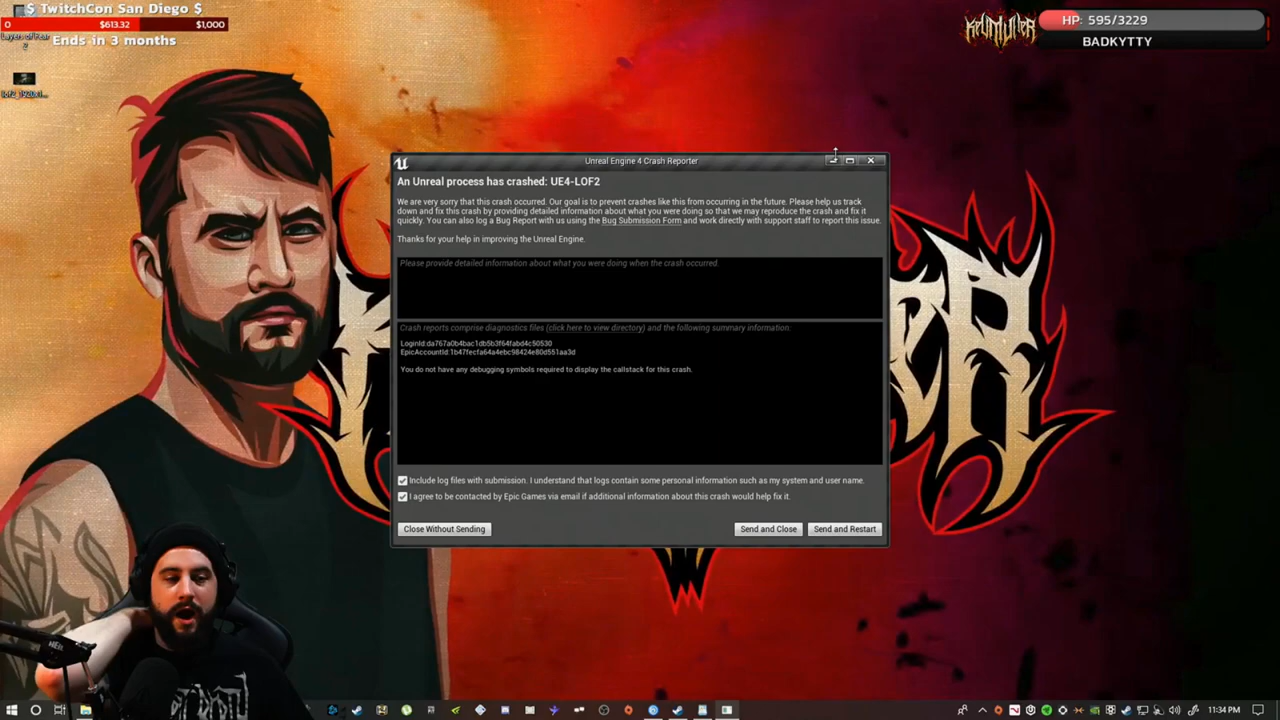 $ TwitchCon San Diego $
0 $613.32 $1,000
Ends in 3 months
Layers of Fear
2
HP: 595/3229
BADKYTTY
Unreal Engine 4 Crash Reporter
An Unreal process has crashed: UE4-LOF2
We are very sorry that this crash occurred. Our goal is to prevent crashes like this from occurring in the future. Please help us track
down and fix this crash by providing detailed information about what you were doing so that we may reproduce the crash and fix it
quickly. You can also log a Bug Report with us using the Bug Submission Form and work directly with support staff to report this issue.
Thanks for your help in improving the Unreal Engine.
Please provide detailed information about what you were doing when the crash occurred.
Crash reports comprise diagnostics files (click here to view directory) and the following summary information:
LoginId:da767a0b4bac1db5b3f64fabd4c50530
EpicAccountId:1b47fecfa64a4ebc98424e80d551aa3d
You do not have any debugging symbols required to display the callstack for this crash.
Include log files with submission. I understand that logs contain some personal information such as my system and user name.
I agree to be contacted by Epic Games via email if additional information about this crash would help fix it.
Close Without Sending
Send and Close
Send and Restart
11:34 PM